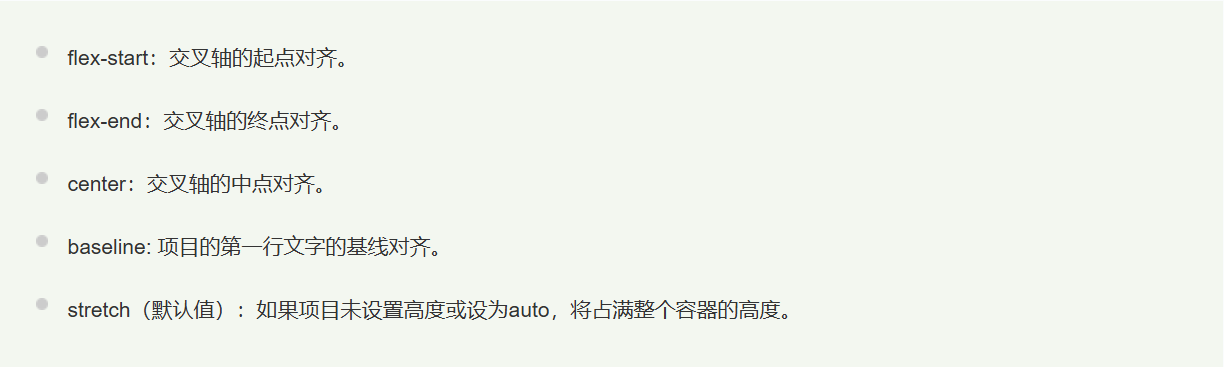 flex-start：交叉轴的起点对齐。
flex-end：交叉轴的终点对齐。
center：交叉轴的中点对齐。
baseline: 项目的第一行文字的基线对齐。
stretch（默认值）：如果项目未设置高度或设为auto，将占满整个容器的高度。